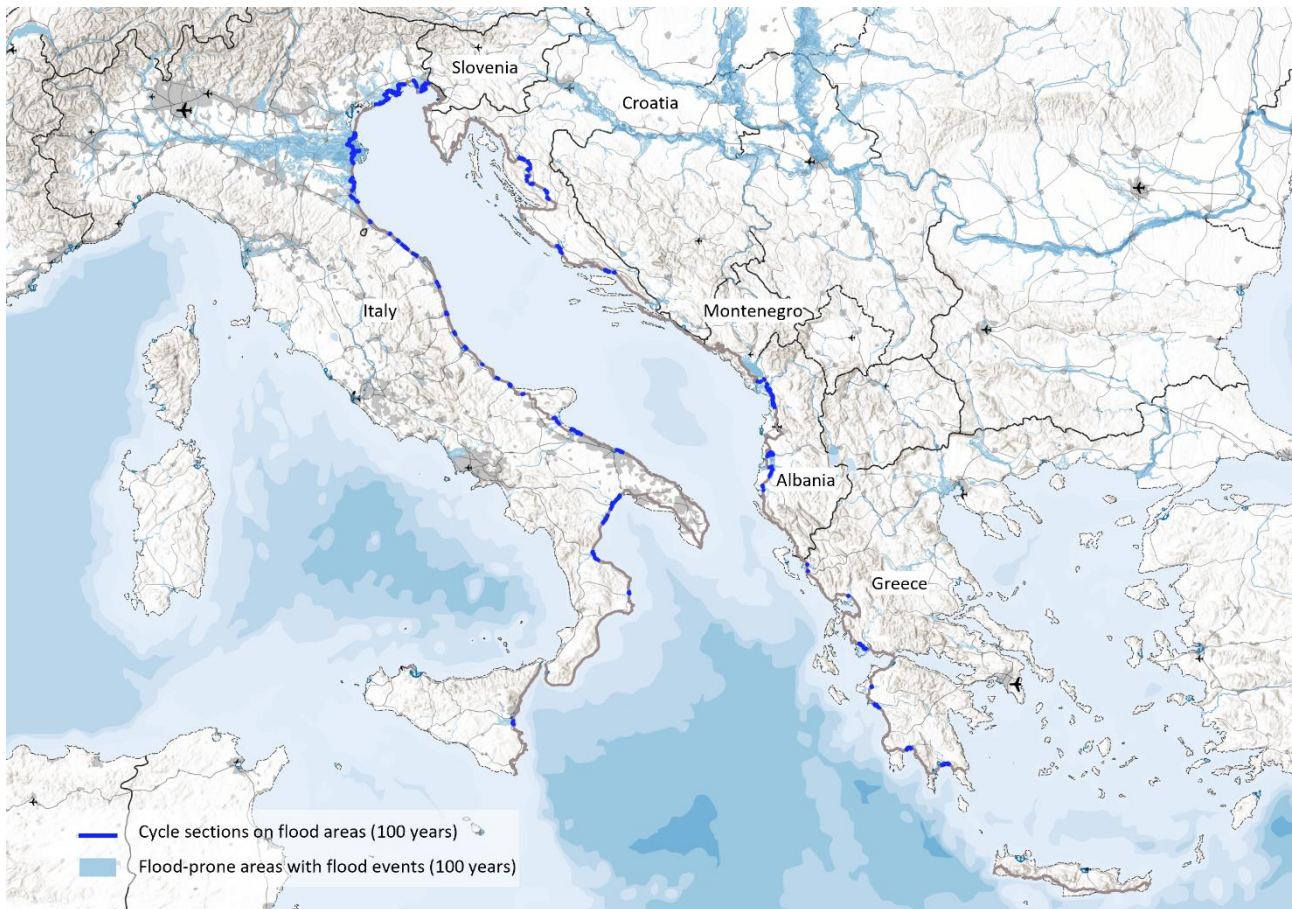 Slovenia
Croatia
Italy
Montenegro
Albania
Greece
Cycle sections on flood areas (100 years)
Flood-prone areas with flood events (100 years)